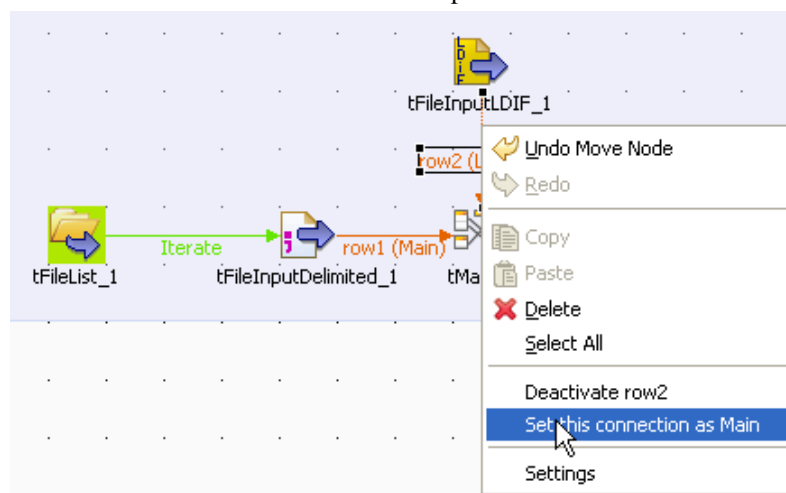 tFileInputLDIF_1
row2 (L
Iterate
row1 (Main)
tFileList_1
tFileInputDelimited_1
tMa
Undo Move Node
Redo
Copy
Paste
Delete
Select All
Deactivate row2
Set this connection as Main
Settings